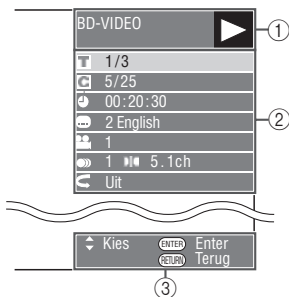 BD-VIDEO
①
T 1/3
C 5/25
00:20:30
2 English
②
1
1 5.1ch
Uit
Kies ENTER Enter
RETURN Terug
③